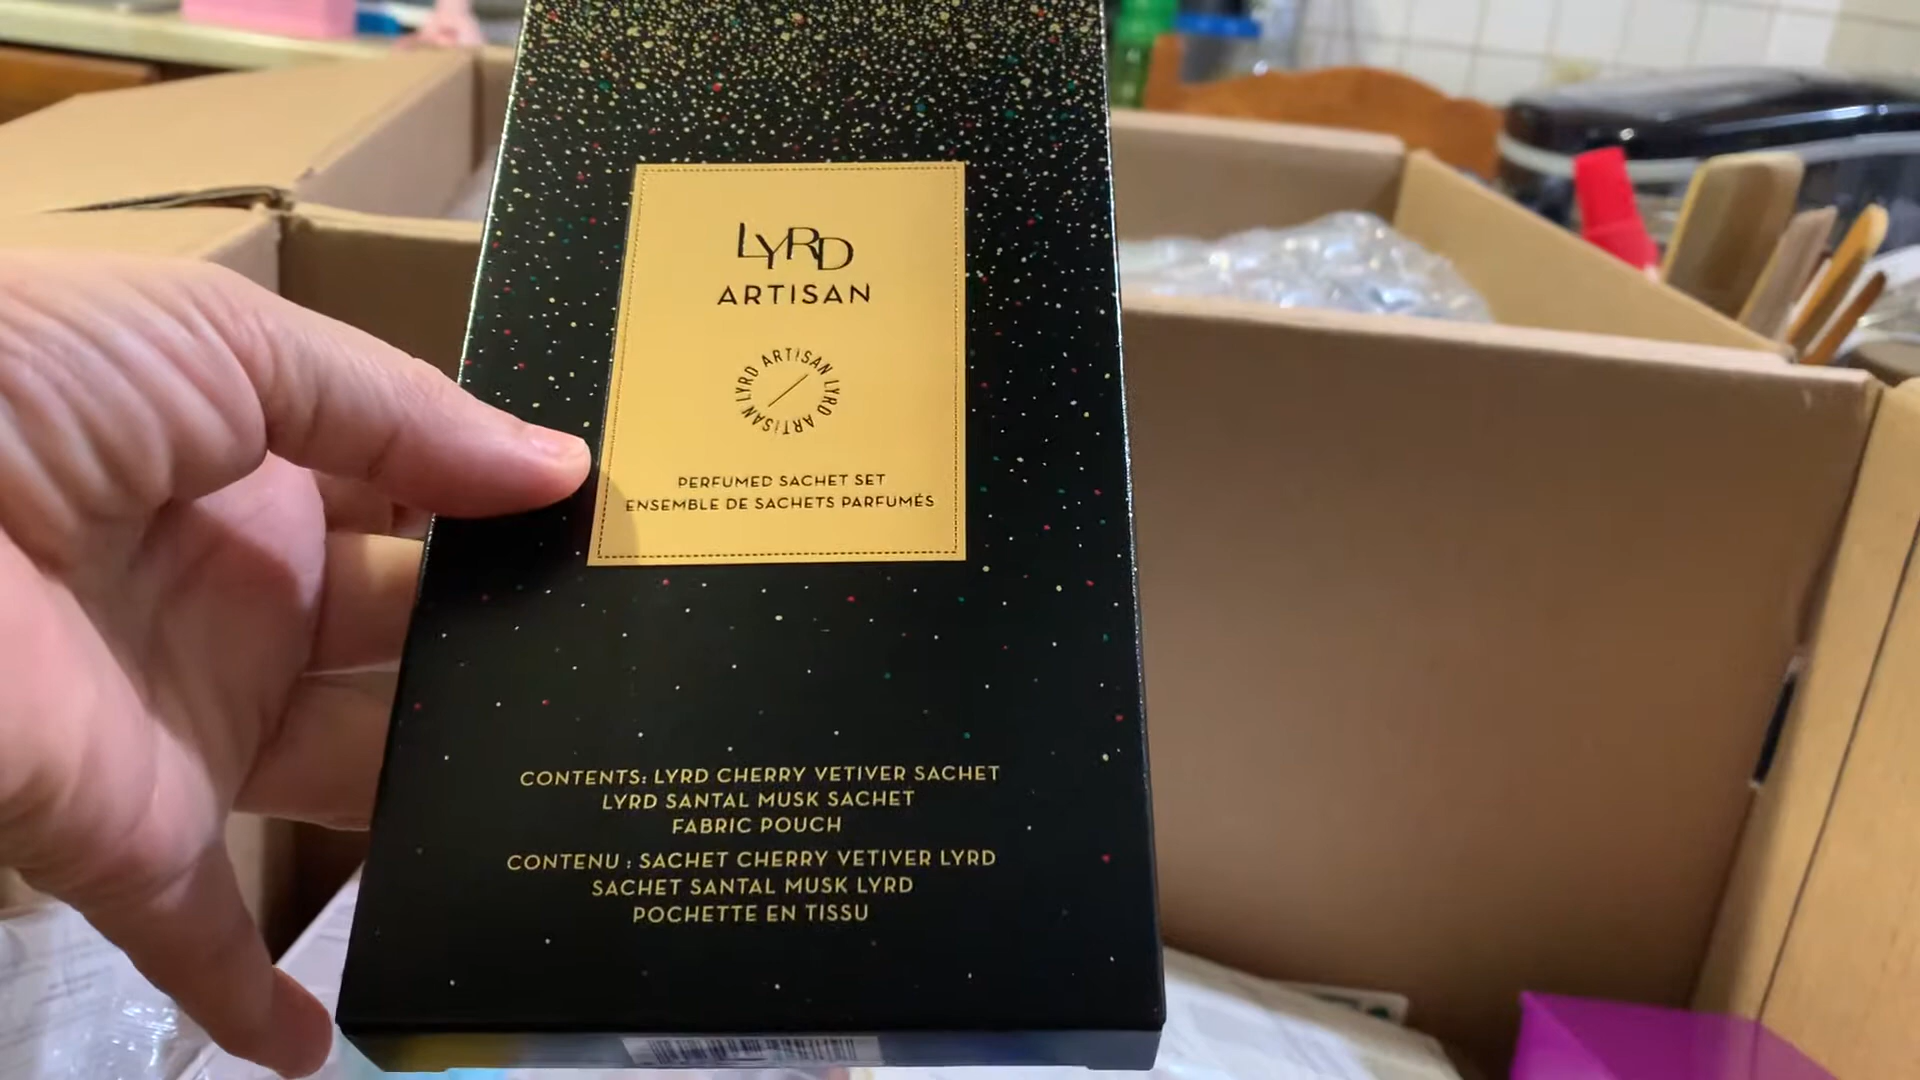 LYRD
ARTISAN
LYRD ARTISAN LYRD ARTISAN
PERFUMED SACHET SET
ENSEMBLE DE SACHETS PARFUMÉS
CONTENTS: LYRD CHERRY VETIVER SACHET
LYRD SANTAL MUSK SACHET
FABRIC POUCH
CONTENU : SACHET CHERRY VETIVER LYRD
SACHET SANTAL MUSK LYRD
POCHETTE EN TISSU